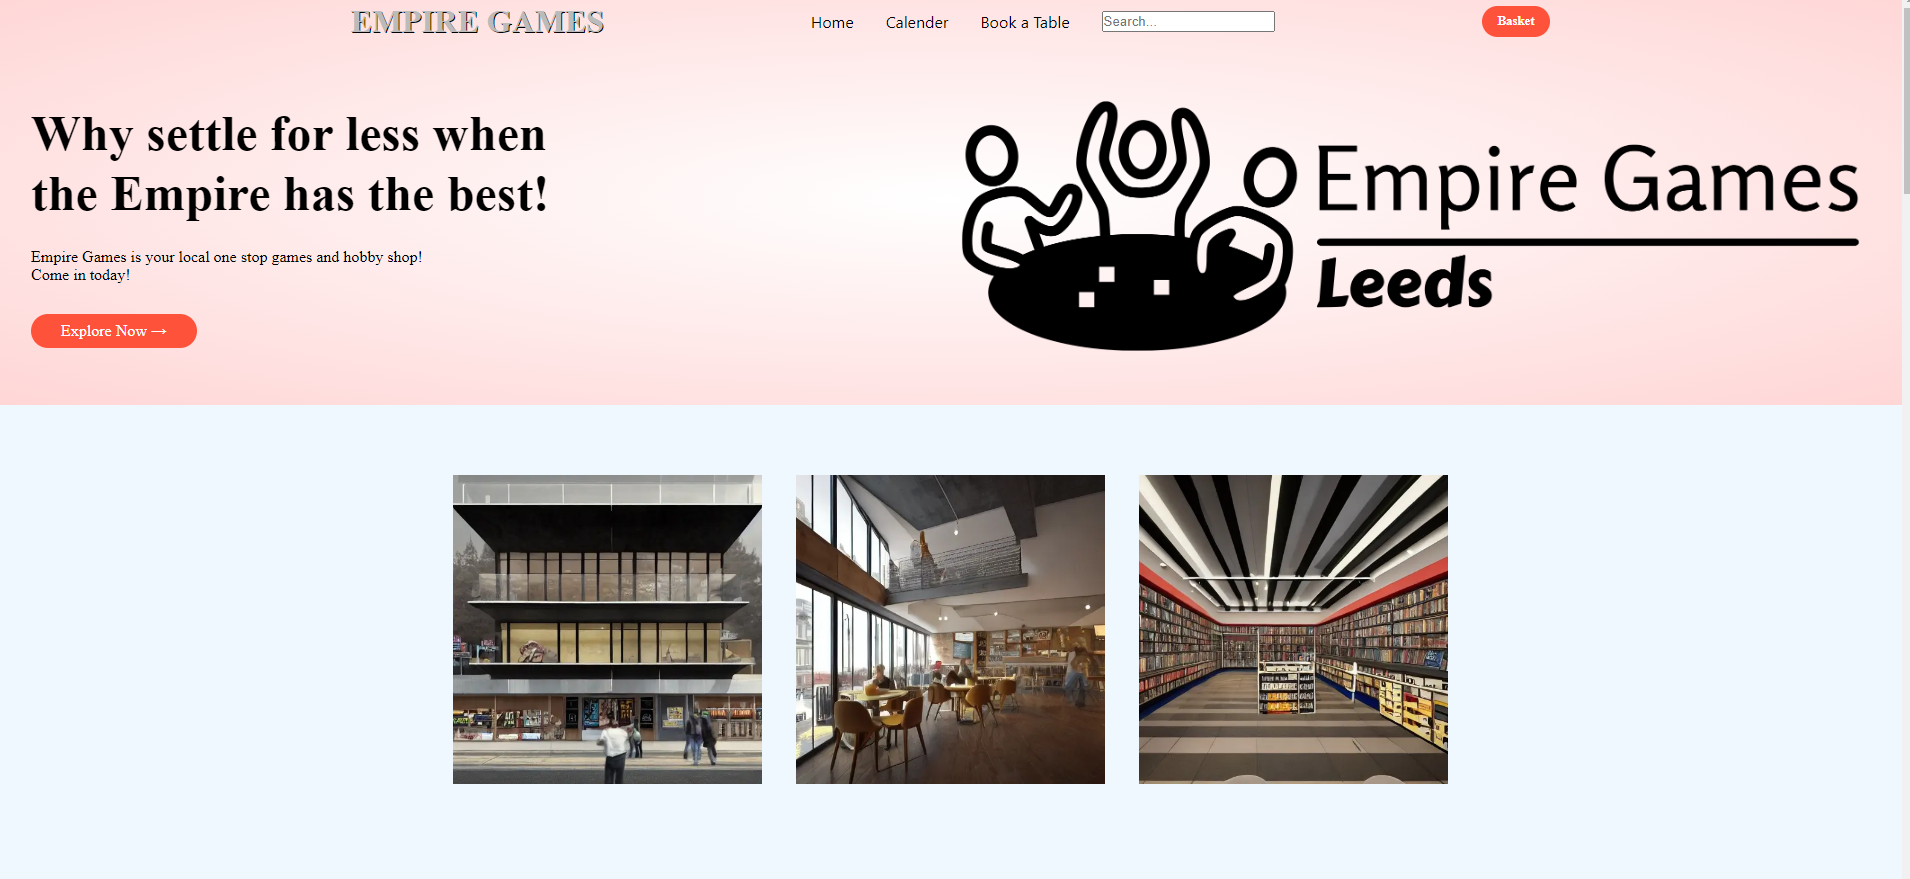 EMPIRE GAMES
Home
Calender
Book a Table
Search...
Basket
Why settle for less when
the Empire has the best!
Empire Games is your local one stop games and hobby shop!
Come in today!
Explore Now →
Empire Games
Leeds